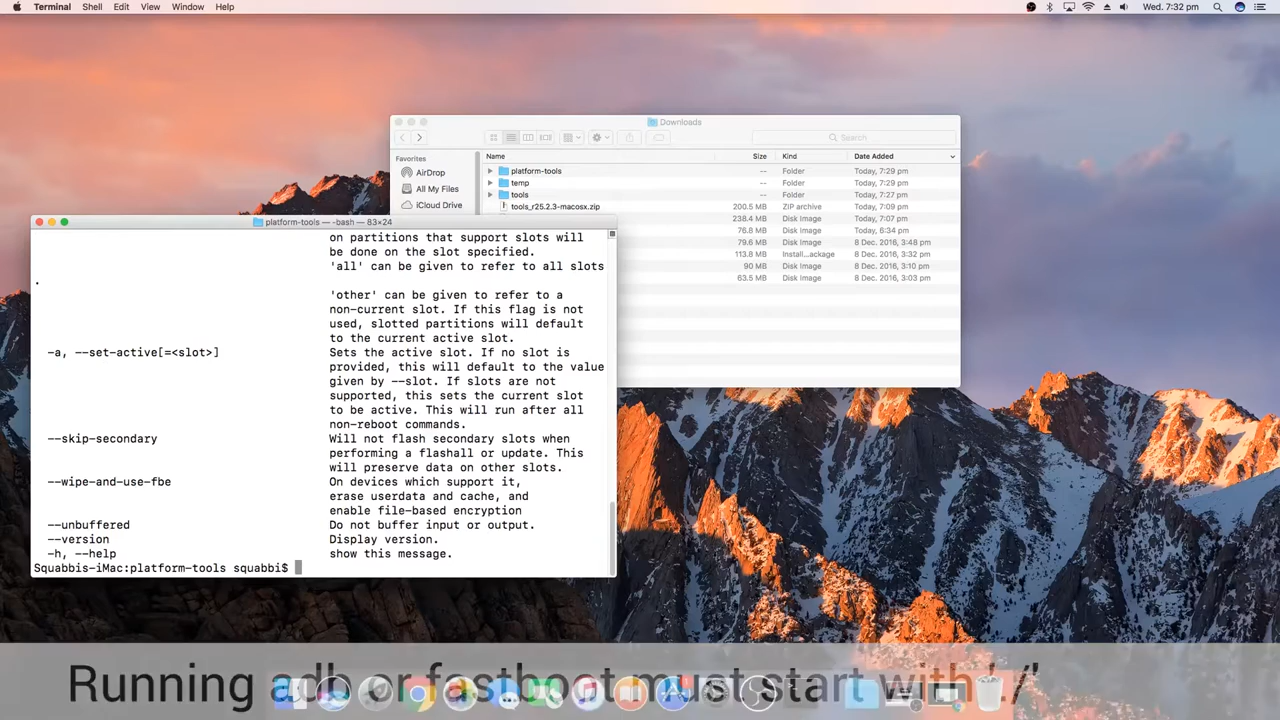 Terminal Shell Edit View Window Help
Wed. 7:32 pm
Downloads
Search
Favorites
AirDrop
All My Files
iCloud Drive
Name Size Kind Date Added
platform-tools -- Folder Today, 7:29 pm
temp -- Folder Today, 7:29 pm
tools -- Folder Today, 7:27 pm
tools_r25.2.3-macosx.zip 200.5 MB ZIP archive Today, 7:09 pm
238.4 MB Disk Image Today, 7:07 pm
76.8 MB Disk Image Today, 6:34 pm
79.6 MB Disk Image 8 Dec. 2016, 3:48 pm
113.8 MB Install...ackage 8 Dec. 2016, 3:32 pm
90 MB Disk Image 8 Dec. 2016, 3:10 pm
63.5 MB Disk Image 8 Dec. 2016, 3:03 pm
platform-tools — -bash — 83×24
on partitions that support slots will
be done on the slot specified.
'all' can be given to refer to all slots
.
'other' can be given to refer to a
non-current slot. If this flag is not
used, slotted partitions will default
to the current active slot.
-a, --set-active[=<slot>] Sets the active slot. If no slot is
provided, this will default to the value
given by --slot. If slots are not
supported, this sets the current slot
to be active. This will run after all
non-reboot commands.
--skip-secondary Will not flash secondary slots when
performing a flashall or update. This
will preserve data on other slots.
--wipe-and-use-fbe On devices which support it,
erase userdata and cache, and
enable file-based encryption
--unbuffered Do not buffer input or output.
--version Display version.
-h, --help show this message.
Squabbis-iMac:platform-tools squabbi$
Running adb or fastboot must start with './'